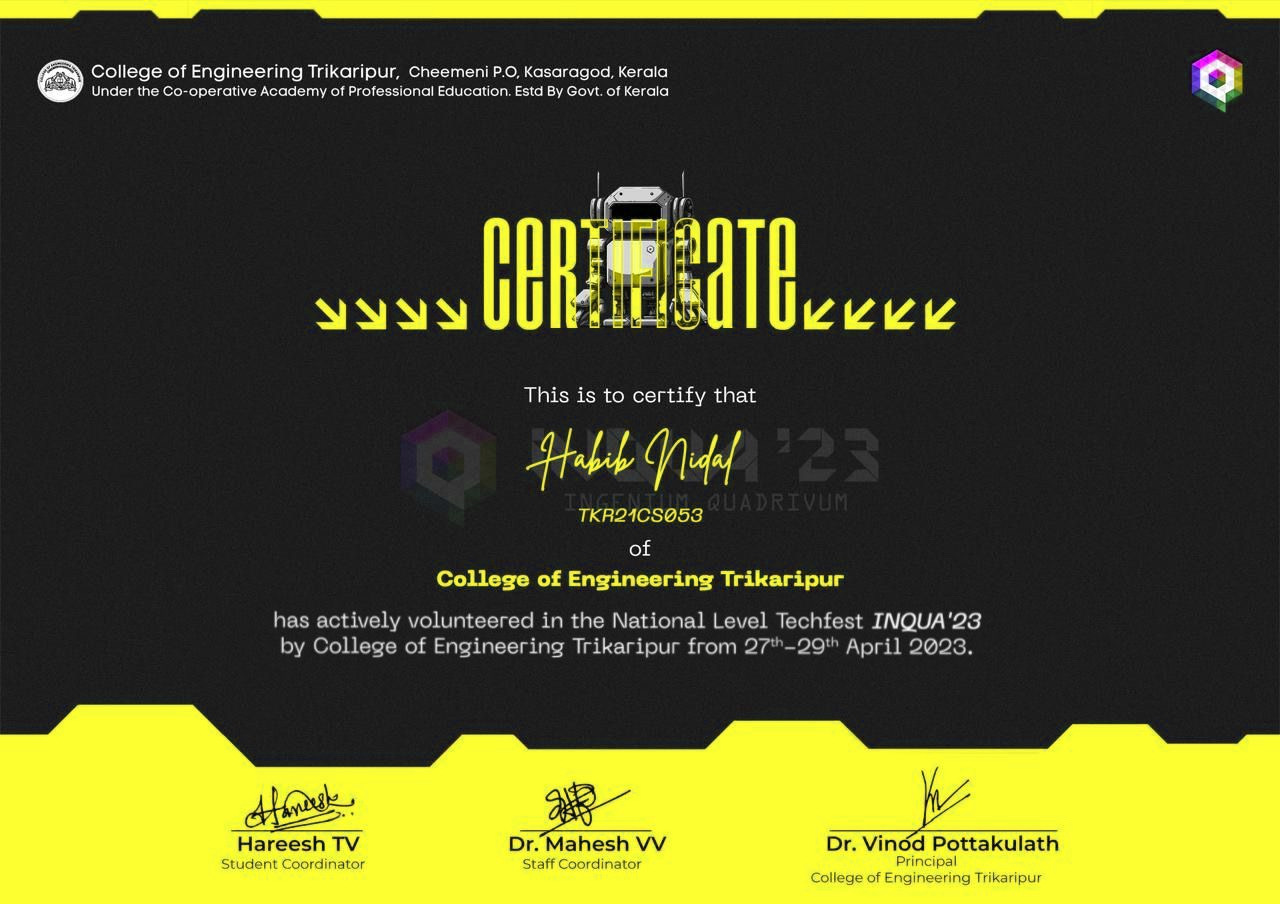 College of Engineering Trikaripur, Cheemeni P.O, Kasaragod, Kerala
Under the Co-operative Academy of Professional Education. Estd By Govt. of Kerala
CERTIFICATE
This is to certify that
Habib Nidal
INQUA'23
INGENIUM QUADRIVUM
TKR21CS053
of
College of Engineering Trikaripur
has actively volunteered in the National Level Techfest INQUA'23
by College of Engineering Trikaripur from 27th-29th April 2023.
Hareesh
Hareesh TV
Student Coordinator
Dr. Mahesh VV
Staff Coordinator
Dr. Vinod Pottakulath
Principal
College of Engineering Trikaripur